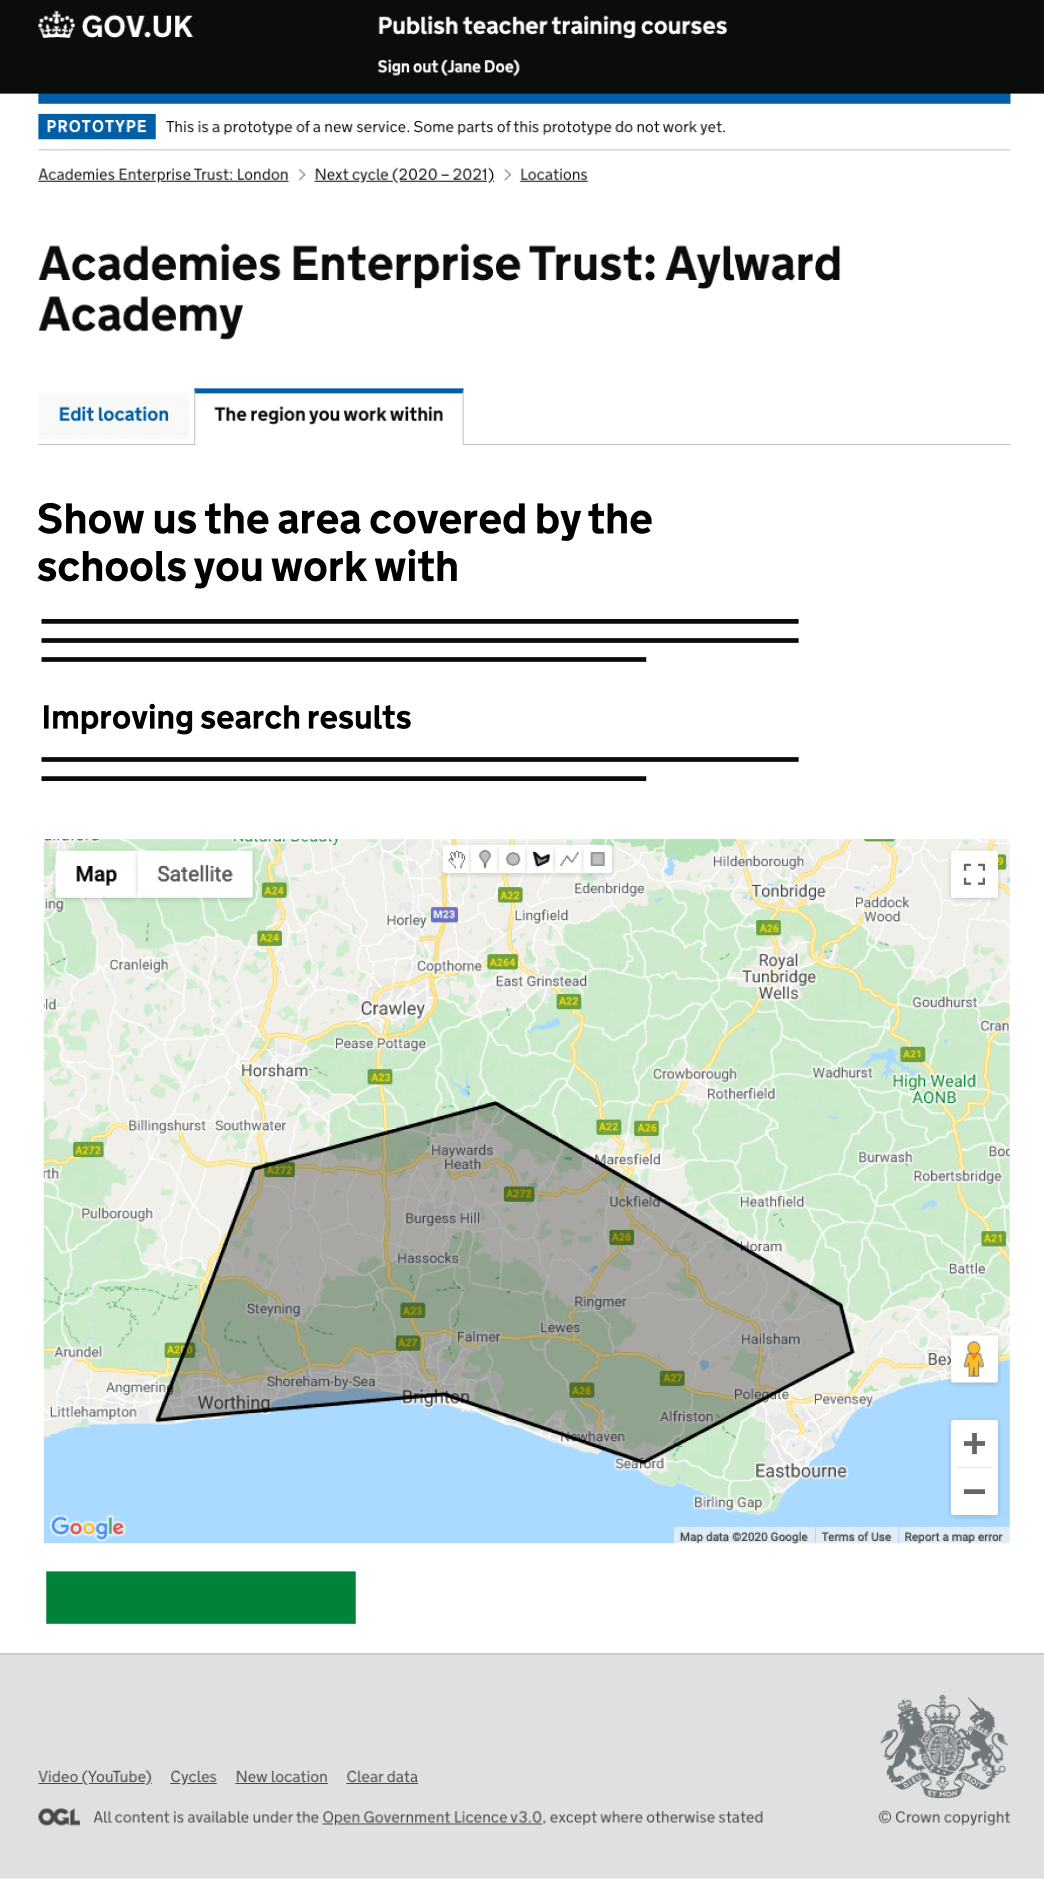 GOV.UK
Publish teacher training courses
Sign out (Jane Doe)
PROTOTYPE This is a prototype of a new service. Some parts of this prototype do not work yet.
Academies Enterprise Trust: London > Next cycle (2020 – 2021) > Locations
Academies Enterprise Trust: Aylward
Academy
Edit location
The region you work within
Show us the area covered by the
schools you work with
Improving search results
Natural Beauty
Map
Satellite
Hildenborough
Edenbridge
Tonbridge
A24
A22
ing
Paddock
Wood
Horley
M23
Lingfield
A26
A24
Cranleigh
Copthorne
A264
Royal
Tunbridge
Wells
East Grinstead
ld
Crawley
A22
Goudhurst
Cran
Pease Pottage
A21
Horsham
A23
Crowborough
Wadhurst
High Weald
AONB
Rotherfield
Billingshurst
Southwater
A22
A26
A272
Haywards
Heath
Maresfield
Burwash
Boc
rth
A272
Robertsbridge
A272
Uckfield
Heathfield
Pulborough
Burgess Hill
A26
A21
Horam
Hassocks
Battle
Steyning
A23
Ringmer
Lewes
Falmer
A27
Hailsham
Arundel
A280
Bex
Angmering
Shoreham-by-Sea
A27
A26
Polegate
Pevensey
Littlehampton
Worthing
Brighton
Alfriston
Newhaven
Seaford
Eastbourne
Birling Gap
Google
Map data ©2020 Google
Terms of Use
Report a map error
Video (YouTube)
Cycles
New location
Clear data
OGL All content is available under the Open Government Licence v3.0, except where otherwise stated
© Crown copyright